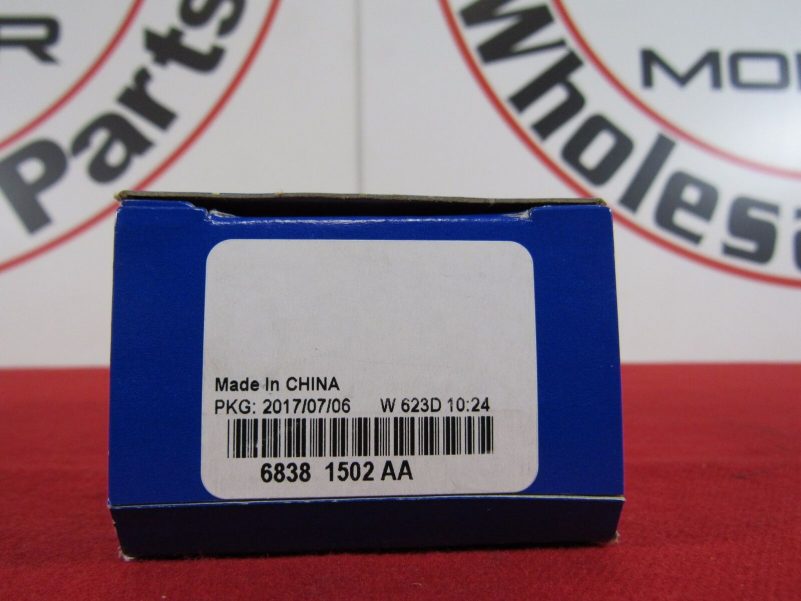 R
Parts
Wholesa
MO
Made In CHINA
PKG: 2017/07/06 W 623D 10:24
6838 1502 AA